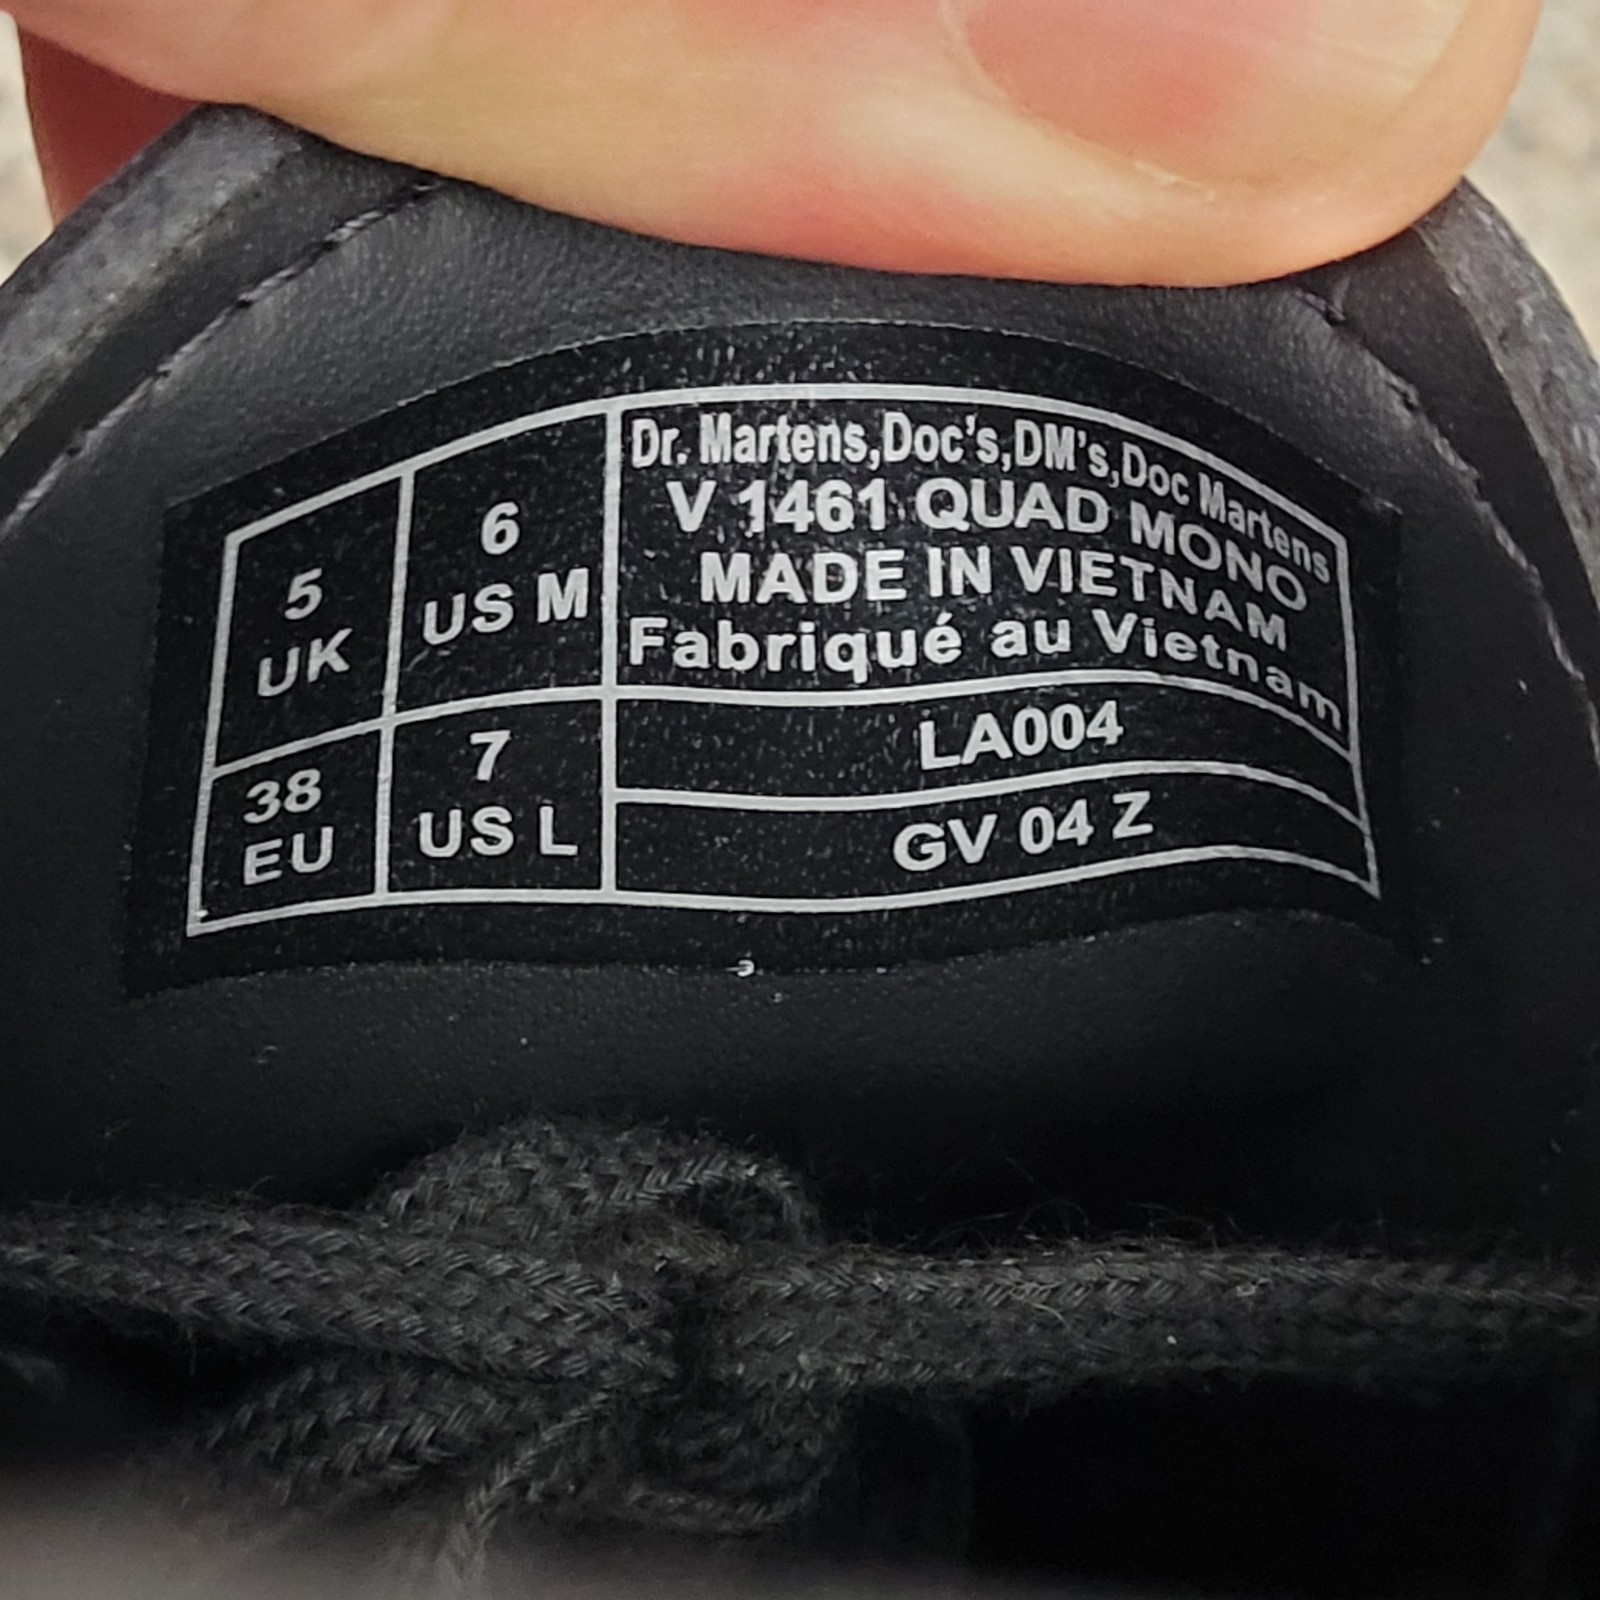 5
UK
6
US M
38
EU
7
US L
Dr. Martens,Doc's,DM's,Doc Martens
V 1461 QUAD MONO
MADE IN VIETNAM
Fabriqué au Vietnam
LA004
GV 04 Z